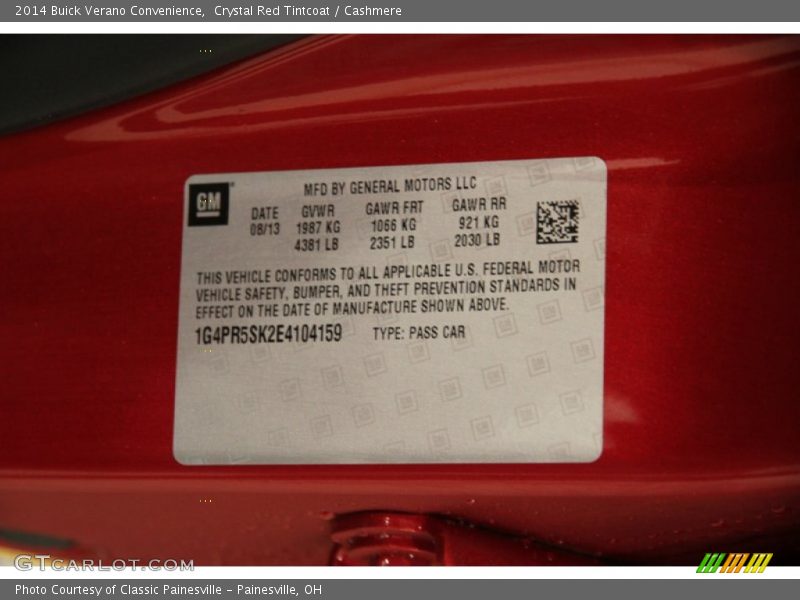 2014 Buick Verano Convenience,  Crystal Red Tintcoat / Cashmere
GM
MFD BY GENERAL MOTORS LLC
DATE GVWR GAWR FRT GAWR RR
08/13 1987 KG 1066 KG 921 KG
4381 LB 2351 LB 2030 LB
THIS VEHICLE CONFORMS TO ALL APPLICABLE U.S. FEDERAL MOTOR
VEHICLE SAFETY, BUMPER, AND THEFT PREVENTION STANDARDS IN
EFFECT ON THE DATE OF MANUFACTURE SHOWN ABOVE.
1G4PR5SK2E4104159 TYPE: PASS CAR
GTCARLOT.COM
Photo Courtesy of Classic Painesville - Painesville, OH